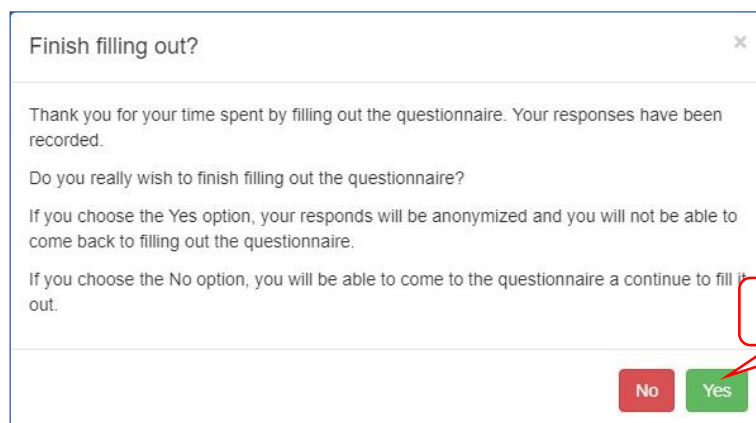 Finish filling out?
×
Thank you for your time spent by filling out the questionnaire. Your responses have been
recorded.
Do you really wish to finish filling out the questionnaire?
If you choose the Yes option, your responds will be anonymized and you will not be able to
come back to filling out the questionnaire.
If you choose the No option, you will be able to come to the questionnaire a continue to fill it
out.
No
Yes